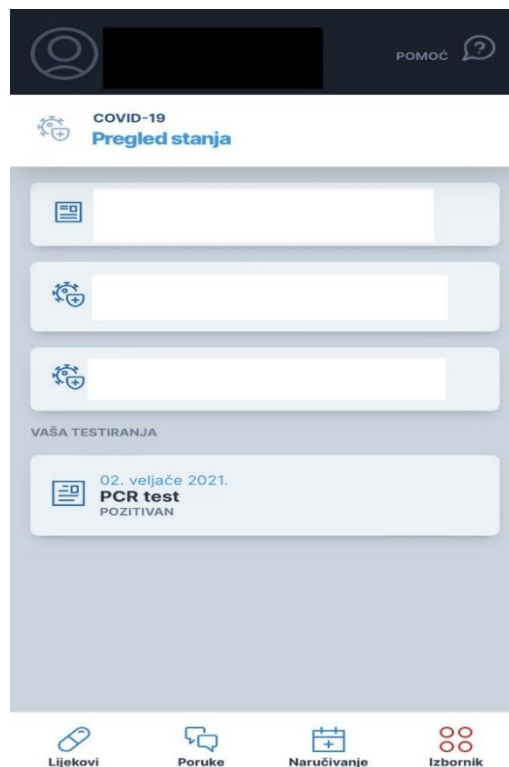 POMOĆ
COVID-19
Pregled stanja
VAŠA TESTIRANJA
02. veljače 2021.
PCR test
POZITIVAN
Lijekovi
Poruke
Naručivanje
Izbornik